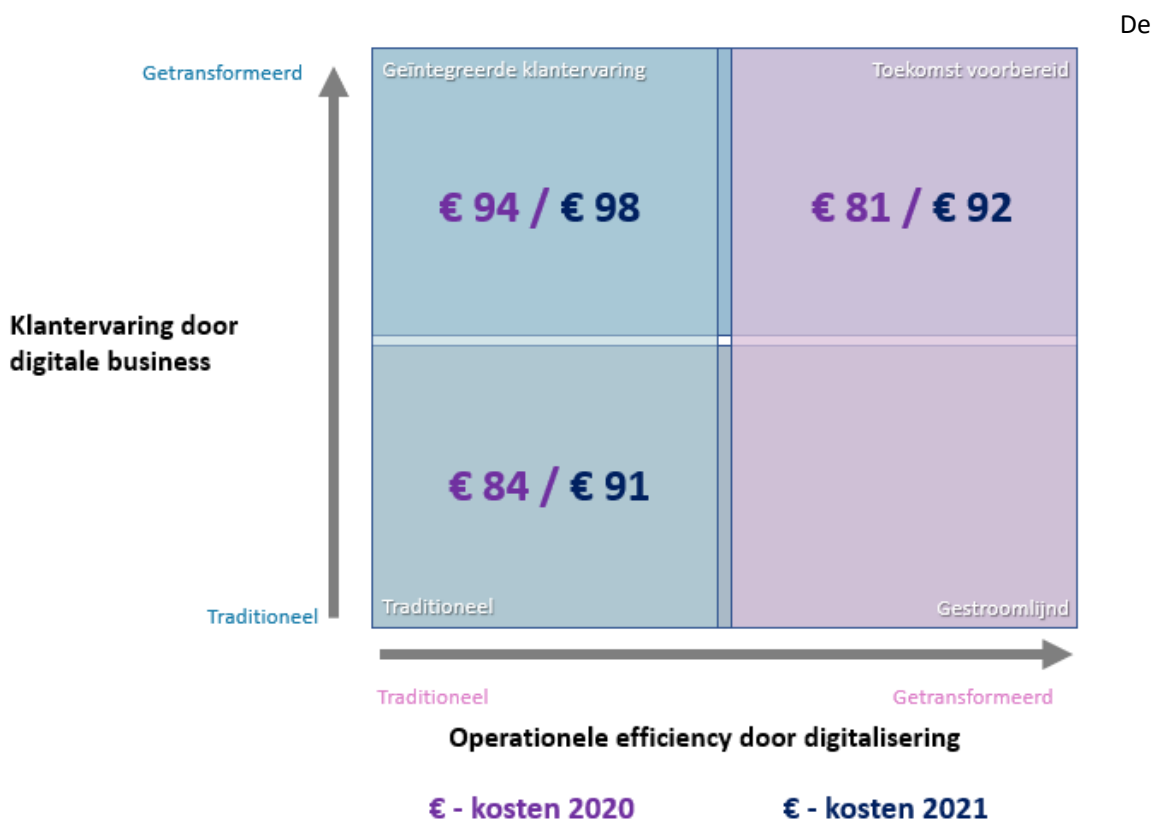 De
Getransformeerd
Geïntegreerde klantervaring
Toekomst voorbereid
€ 94 / € 98
€ 81 / € 92
Klantervaring door
digitale business
€ 84 / € 91
Traditioneel
Traditioneel
Gestroomlijnd
Traditioneel
Getransformeerd
Operationele efficiency door digitalisering
€ - kosten 2020
€ - kosten 2021